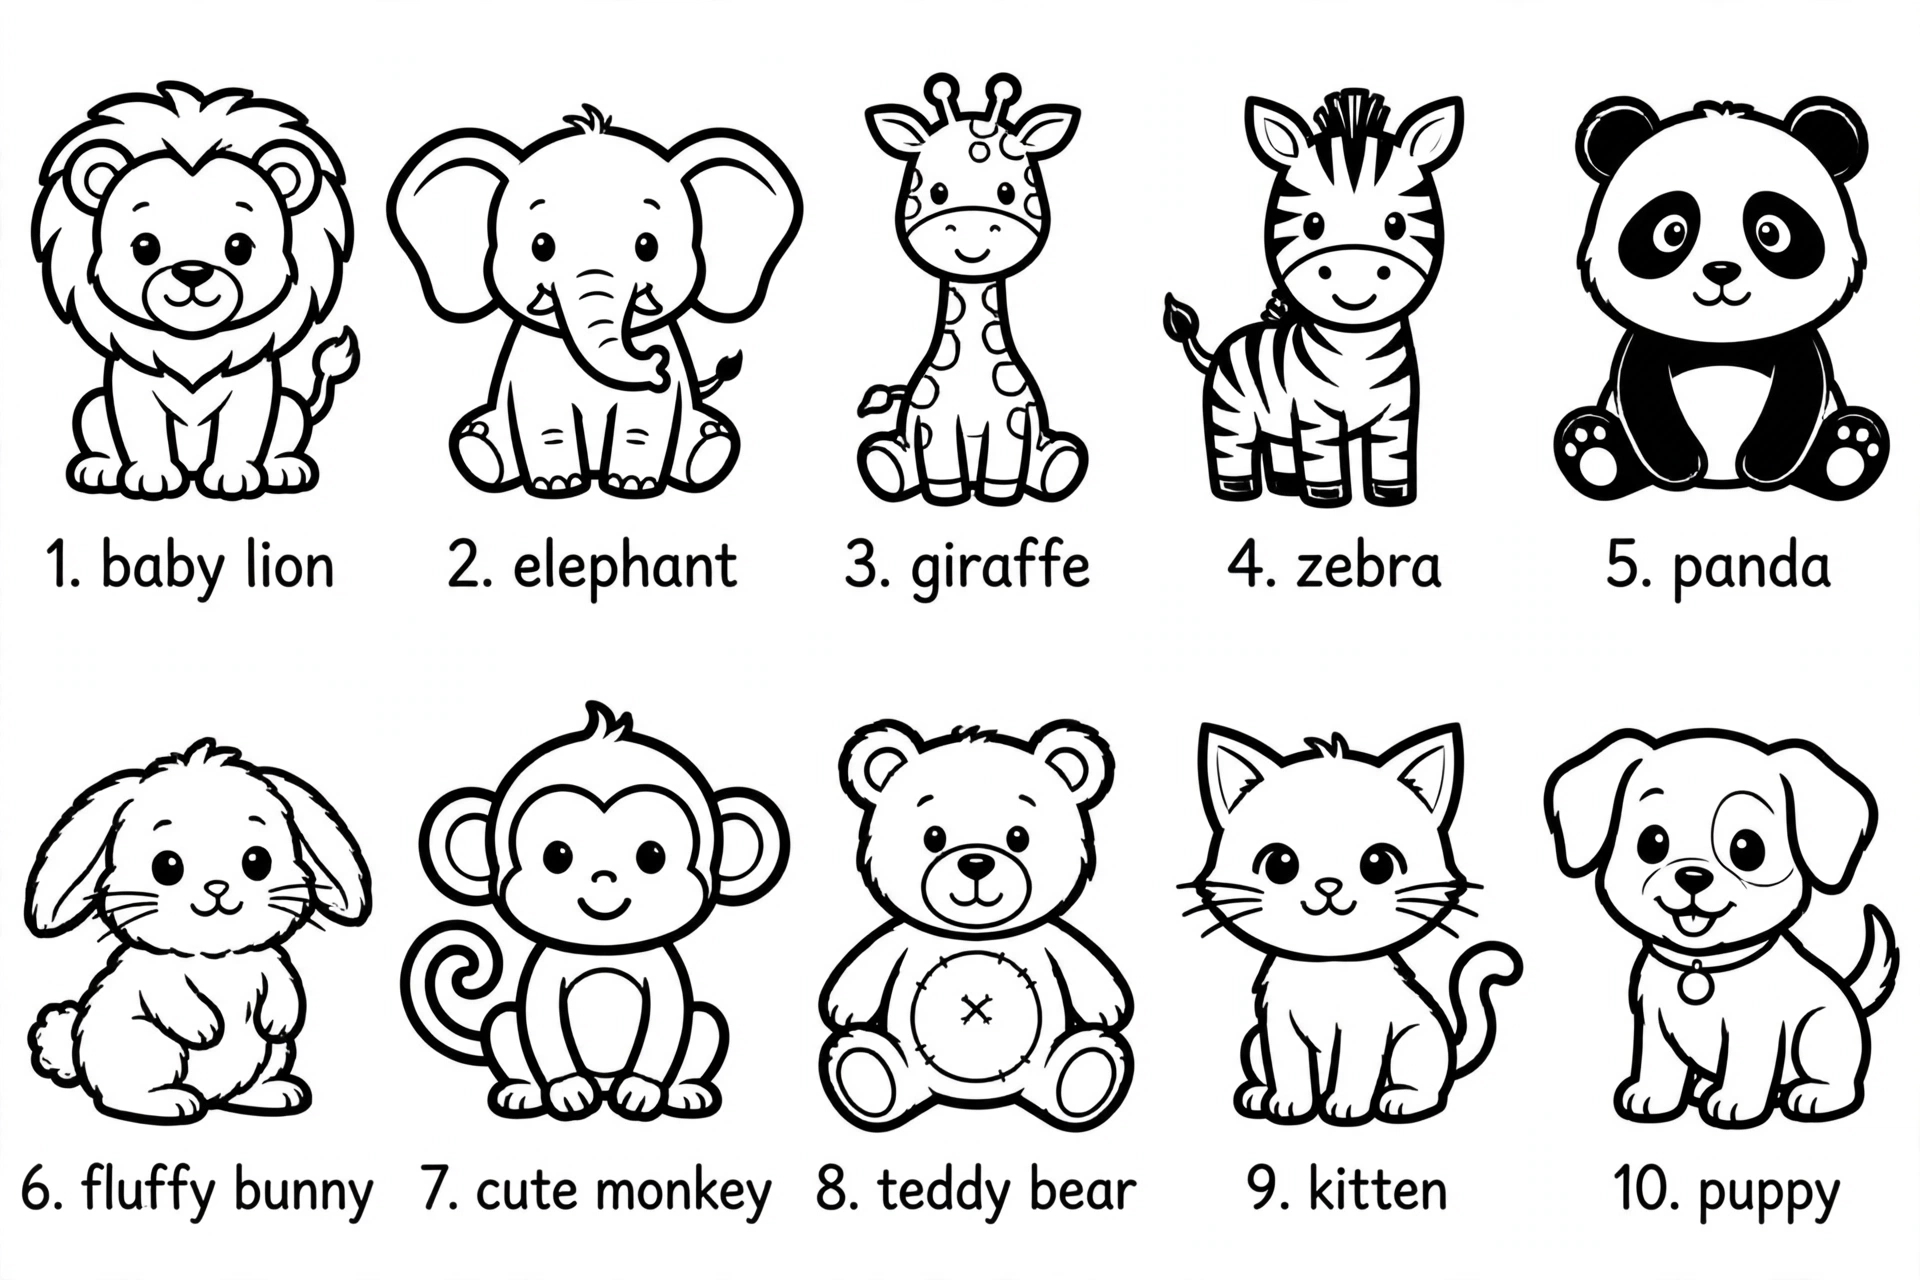 1. baby lion
2. elephant
3. giraffe
4. zebra
5. panda
6. fluffy bunny
7. cute monkey
8. teddy bear
9. kitten
10. puppy